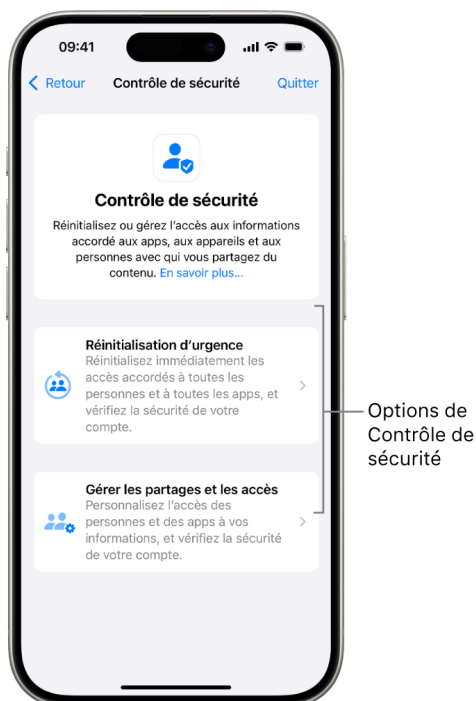 09:41
Retour Contrôle de sécurité Quitter
Contrôle de sécurité
Réinitialisez ou gérez l’accès aux informations
accordé aux apps, aux appareils et aux
personnes avec qui vous partagez du
contenu. En savoir plus...
Réinitialisation d’urgence
Réinitialisez immédiatement les
accès accordés à toutes les
personnes et à toutes les apps, et
vérifiez la sécurité de votre
compte.
Options de
Contrôle de
sécurité
Gérer les partages et les accès
Personnalisez l’accès des
personnes et des apps à vos
informations, et vérifiez la sécurité
de votre compte.